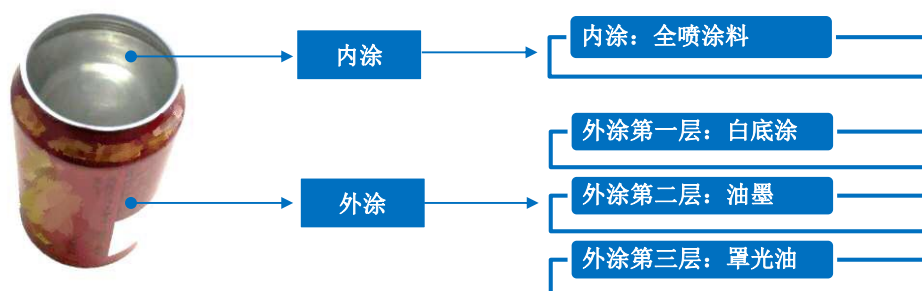 内涂
内涂：全喷涂料
外涂第一层：白底涂
外涂
外涂第二层：油墨
外涂第三层：罩光油